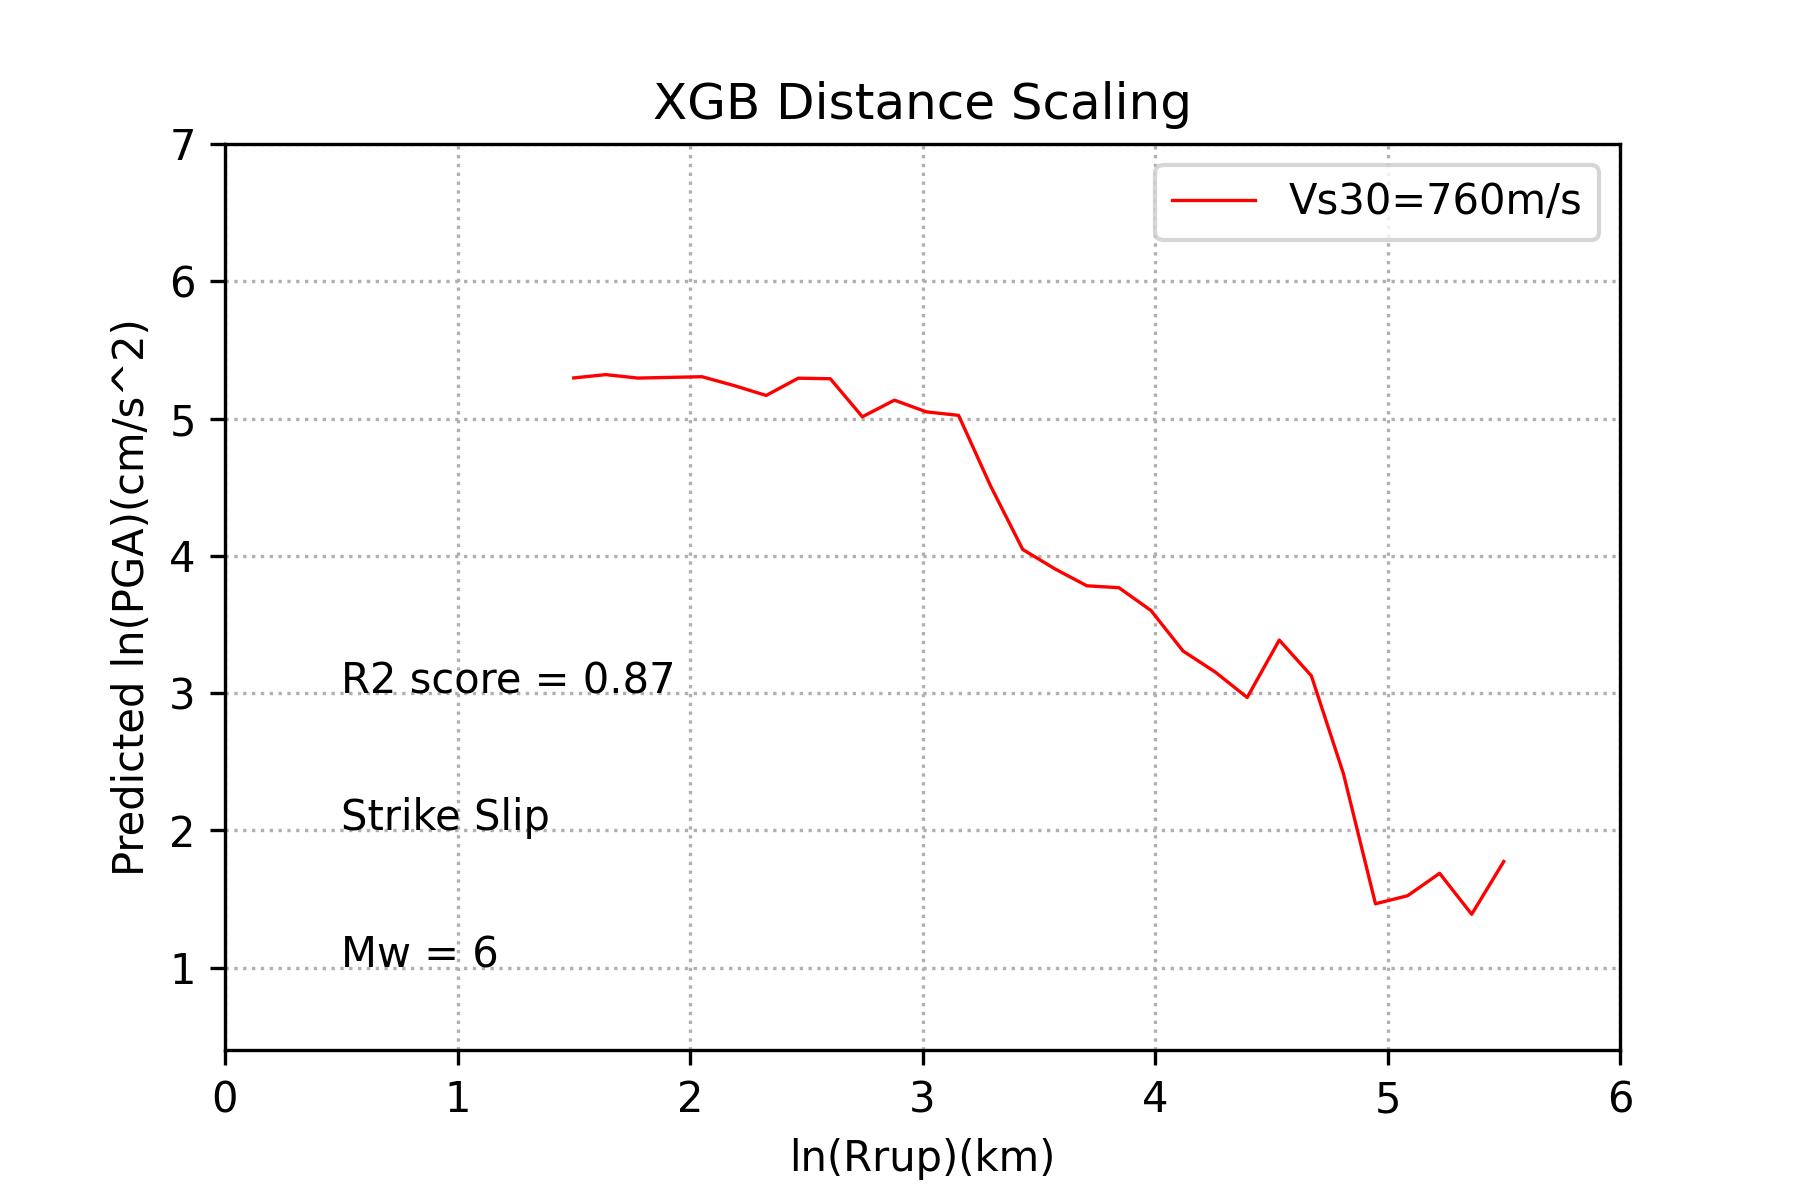 XGB Distance Scaling
Vs30=760m/s
Predicted ln(PGA)(cm/s^2)
7
6
5
4
3
2
1
R2 score = 0.87
Strike Slip
Mw = 6
0 1 2 3 4 5 6
ln(Rrup)(km)